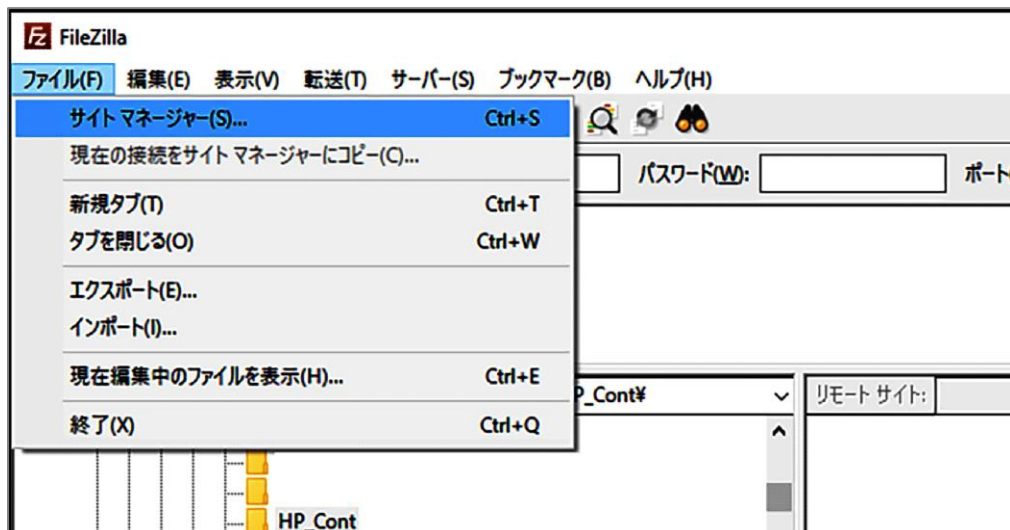 FileZilla
ファイル(F) 編集(E) 表示(V) 転送(T) サーバー(S) ブックマーク(B) ヘルプ(H)
サイト マネージャー(S)... Ctrl+S
現在の接続をサイト マネージャーにコピー(C)...
パスワード(W):
新規タブ(T) Ctrl+T
タブを閉じる(O) Ctrl+W
エクスポート(E)...
インポート(I)...
現在編集中のファイルを表示(H)... Ctrl+E
P_Cont¥ リモート サイト:
終了(X) Ctrl+Q
HP_Cont